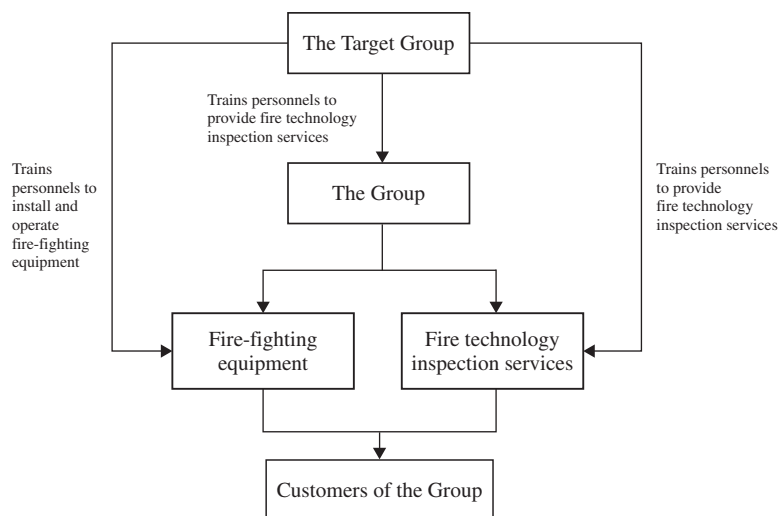 The Target Group
Trains personnels to
provide fire technology
inspection services
Trains
personnels to
install and
operate
fire-fighting
equipment
Trains personnels
to provide
fire technology
inspection services
The Group
Fire-fighting
equipment
Fire technology
inspection services
Customers of the Group